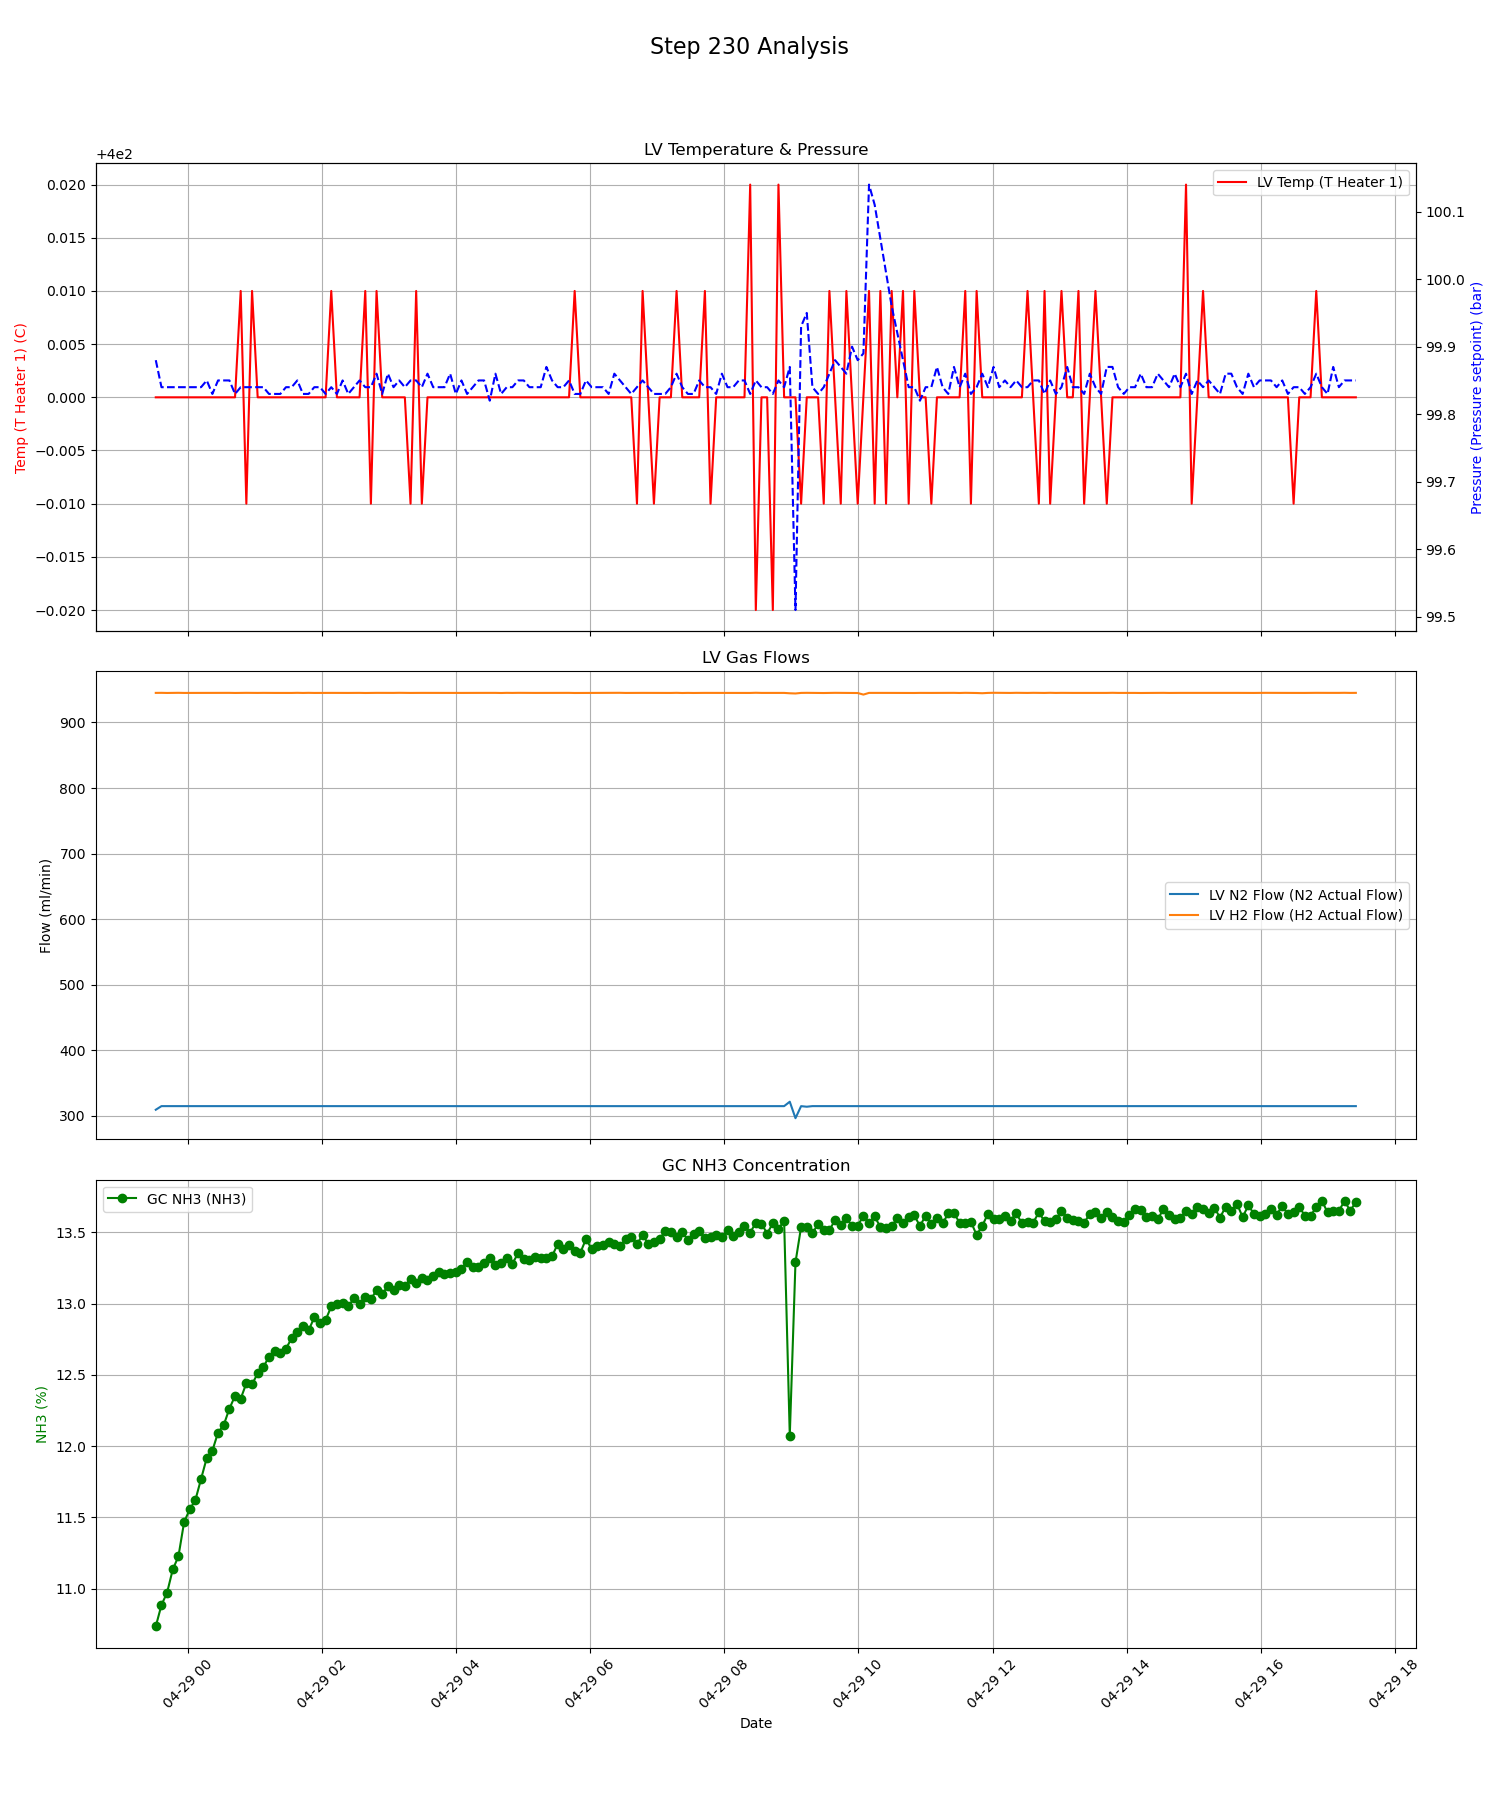 Step 230 Analysis
LV Temperature & Pressure
+4e2
0.020
0.015
0.010
0.005
0.000
−0.005
−0.010
−0.015
−0.020
Temp (T Heater 1) (C)
LV Temp (T Heater 1)
100.1
100.0
99.9
99.8
99.7
99.6
99.5
Pressure (Pressure setpoint) (bar)
LV Gas Flows
900
800
700
600
500
400
300
Flow (ml/min)
LV N2 Flow (N2 Actual Flow)
LV H2 Flow (H2 Actual Flow)
GC NH3 Concentration
GC NH3 (NH3)
13.5
13.0
12.5
12.0
11.5
11.0
NH3 (%)
04-29 00
04-29 02
04-29 04
04-29 06
04-29 08
04-29 10
04-29 12
04-29 14
04-29 16
04-29 18
Date